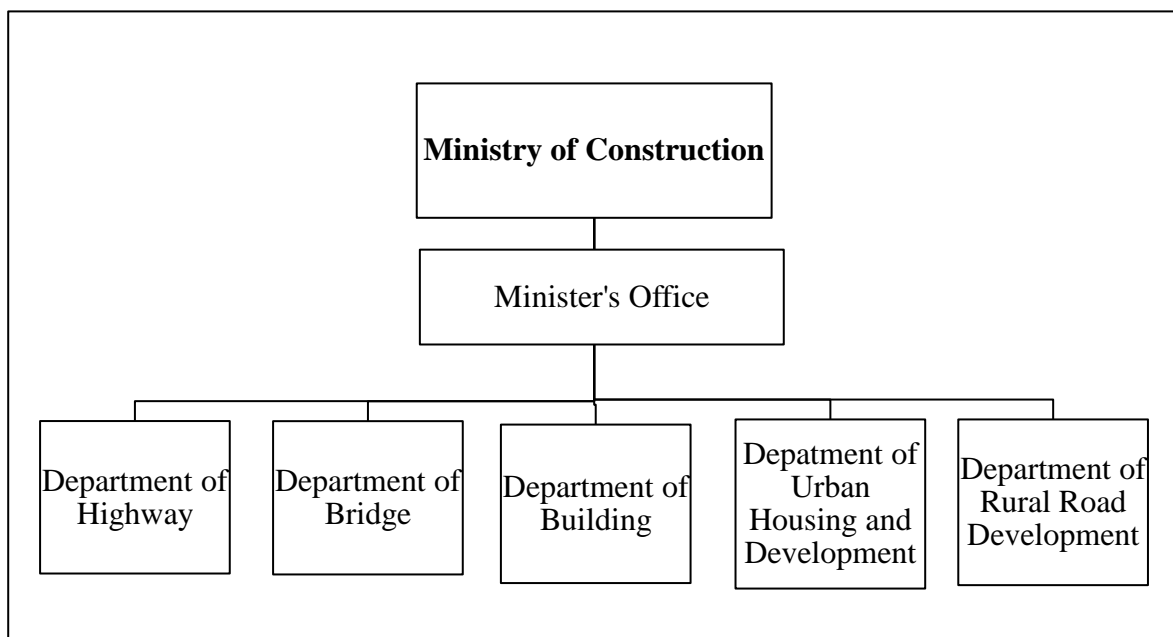 Ministry of Construction
Minister's Office
Department of
Highway
Department of
Bridge
Department of
Building
Depatment of
Urban
Housing and
Development
Department of
Rural Road
Development